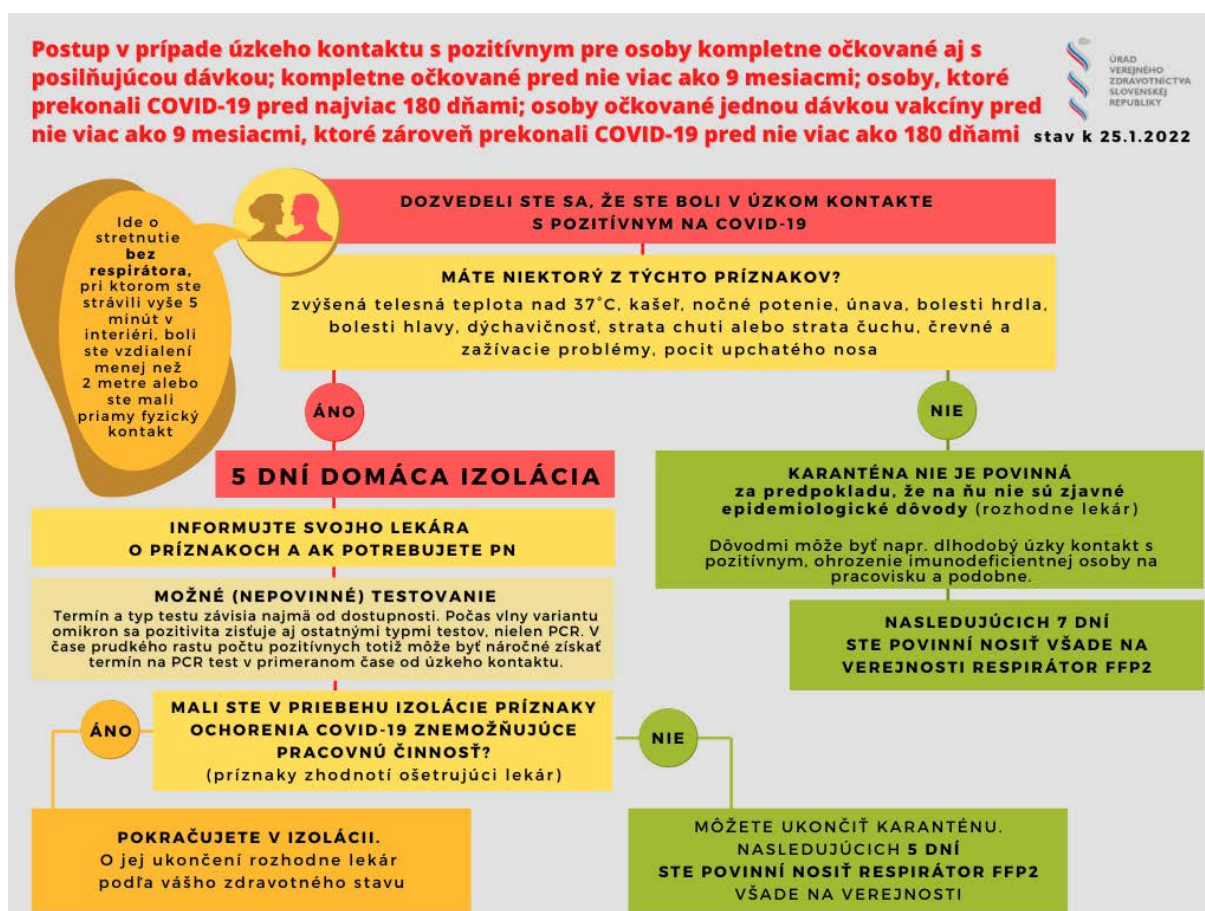 Postup v prípade úzkeho kontaktu s pozitívnym pre osoby kompletne očkované aj s
posilňujúcou dávkou; kompletne očkované pred nie viac ako 9 mesiacmi; osoby, ktoré
prekonali COVID-19 pred najviac 180 dňami; osoby očkované jednou dávkou vakcíny pred
nie viac ako 9 mesiacmi, ktoré zároveň prekonali COVID-19 pred nie viac ako 180 dňami
ÚRAD
VEREJNÉHO
ZDRAVOTNÍCTVA
SLOVENSKEJ
REPUBLIKY
stav k 25.1.2022
Ide o
stretnutie
bez
respirátora,
pri ktorom ste
strávili vyše 5
minút v
interiéri, boli
ste vzdialení
menej než
2 metre alebo
ste mali
priamy fyzický
kontakt
DOZVEDELI STE SA, ŽE STE BOLI V ÚZKOM KONTAKTE
S POZITÍVNYM NA COVID-19
MÁTE NIEKTORÝ Z TÝCHTO PRÍZNAKOV?
zvýšená telesná teplota nad 37°C, kašeľ, nočné potenie, únava, bolesti hrdla,
bolesti hlavy, dýchavičnosť, strata chuti alebo strata čuchu, črevné a
zažívacie problémy, pocit upchatého nosa
ÁNO
NIE
5 DNÍ DOMÁCA IZOLÁCIA
INFORMUJTE SVOJHO LEKÁRA
O PRÍZNAKOCH A AK POTREBUJETE PN
MOŽNÉ (NEPOVINNÉ) TESTOVANIE
Termín a typ testu závisia najmä od dostupnosti. Počas vlny variantu
omikron sa pozitivita zisťuje aj ostatnými typmi testov, nielen PCR. V
čase prudkého rastu počtu pozitívnych totiž môže byť náročné získať
termín na PCR test v primeranom čase od úzkeho kontaktu.
KARANTÉNA NIE JE POVINNÁ
za predpokladu, že na ňu nie sú zjavné
epidemiologické dôvody (rozhodne lekár)
Dôvodmi môže byť napr. dlhodobý úzky kontakt s
pozitívnym, ohrozenie imunodeficientnej osoby na
pracovisku a podobne.
NASLEDUJÚCICH 7 DNÍ
STE POVINNÍ NOSIŤ VŠADE NA
VEREJNOSTI RESPIRÁTOR FFP2
MALI STE V PRIEBEHU IZOLÁCIE PRÍZNAKY
OCHORENIA COVID-19 ZNEMOŽŇUJÚCE
PRACOVNÚ ČINNOSŤ?
(príznaky zhodnotí ošetrujúci lekár)
ÁNO
NIE
POKRAČUJETE V IZOLÁCII.
O jej ukončení rozhodne lekár
podľa vášho zdravotného stavu
MÔŽETE UKONČIŤ KARANTÉNU.
NASLEDUJÚCICH 5 DNÍ
STE POVINNÍ NOSIŤ RESPIRÁTOR FFP2
VŠADE NA VEREJNOSTI